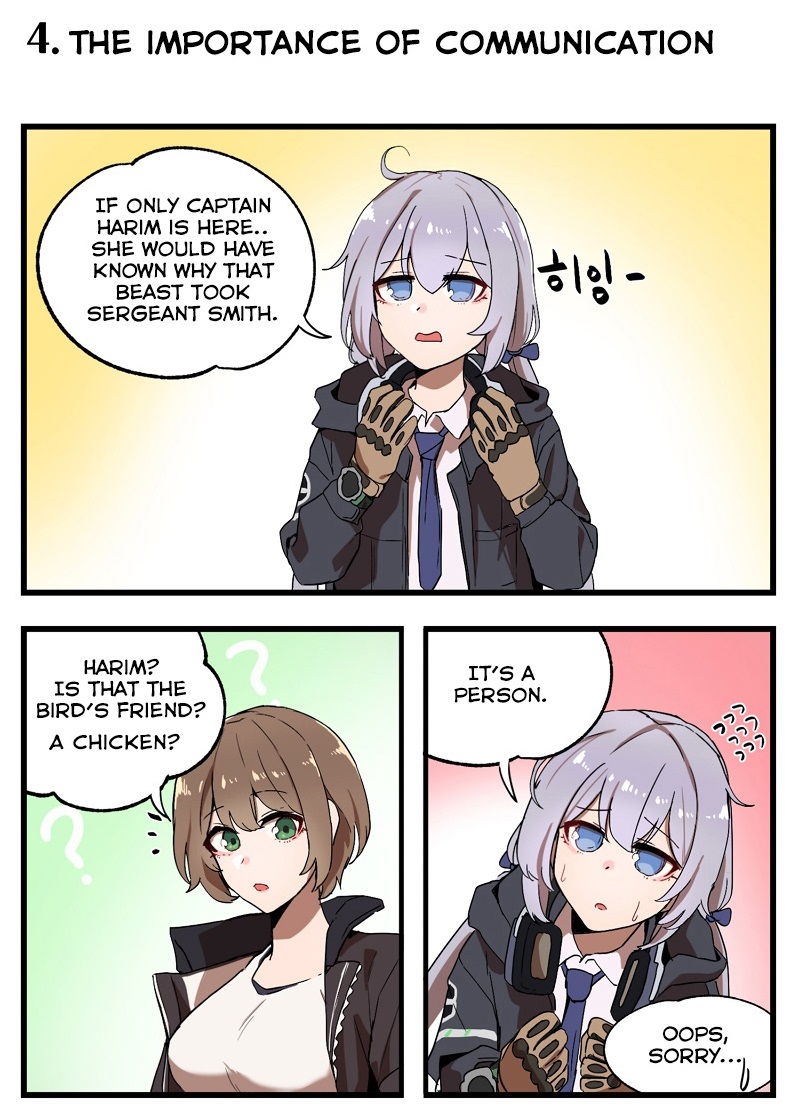 4. THE IMPORTANCE OF COMMUNICATION
IF ONLY CAPTAIN
HARIM IS HERE..
SHE WOULD HAVE
KNOWN WHY THAT
BEAST TOOK
SERGEANT SMITH.
히잉-
HARIM?
IS THAT THE
BIRD'S FRIEND?
A CHICKEN?
?
?
IT'S A
PERSON.
OOPS,
SORRY...